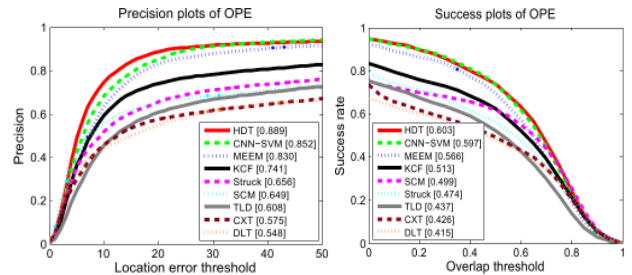 Precision plots of OPE
Precision
1
0.8
0.6
0.4
0.2
0
0 10 20 30 40 50
Location error threshold
HDT [0.889]
CNN-SVM [0.852]
MEEM [0.830]
KCF [0.741]
Struck [0.656]
SCM [0.649]
TLD [0.608]
CXT [0.575]
DLT [0.548]
Success plots of OPE
Success rate
1
0.8
0.6
0.4
0.2
0
0 0.2 0.4 0.6 0.8 1
Overlap threshold
HDT [0.603]
CNN-SVM [0.597]
MEEM [0.566]
KCF [0.513]
SCM [0.499]
Struck [0.474]
TLD [0.437]
CXT [0.426]
DLT [0.415]